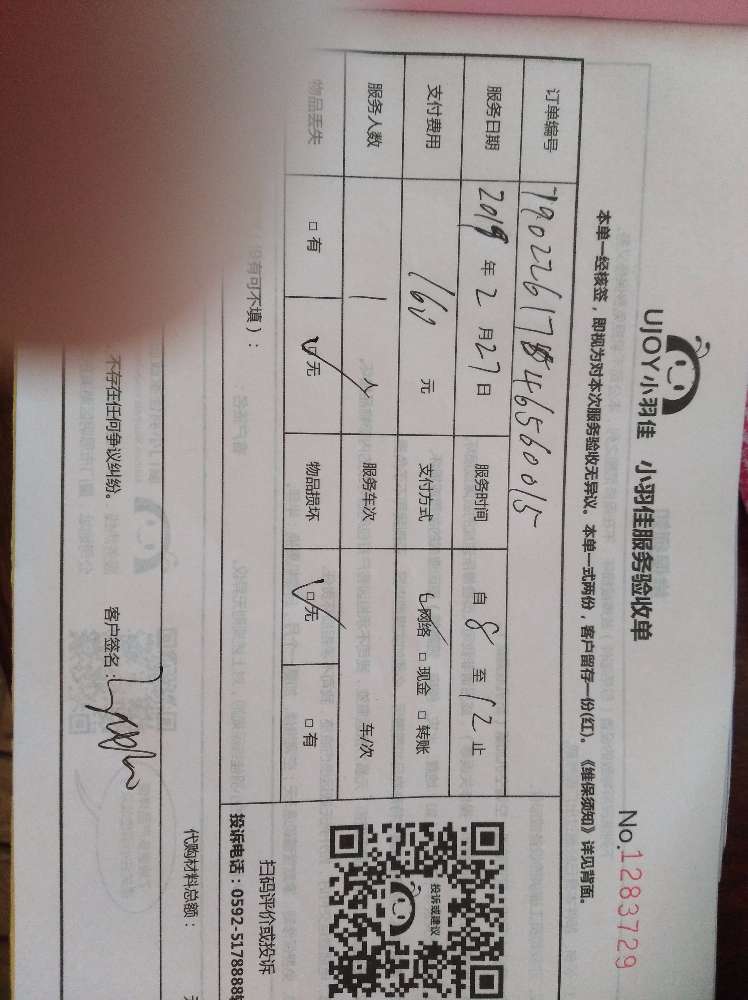 UJOY小羽佳 小羽佳服务验收单
No.1283729
本单一经核签，即视为对本次服务验收无异议。本单一式两份，客户留存一份(红)。《维保须知》详见背面。
订单编号
服务日期 2019 年 2 月 27 日 服务时间 自 8 至 12 止
支付费用 160 元 支付方式 ☑网络 □现金 □转账
服务人数 1 人 服务车次 车/次
物品丢失 □有 ☑无 物品损坏 ☑无 □有
没有可不填）：
投诉或建议
扫码评价或投诉
投诉电话：0592-5178888
代购材料总额：
不存在任何争议纠纷。
客户签名：